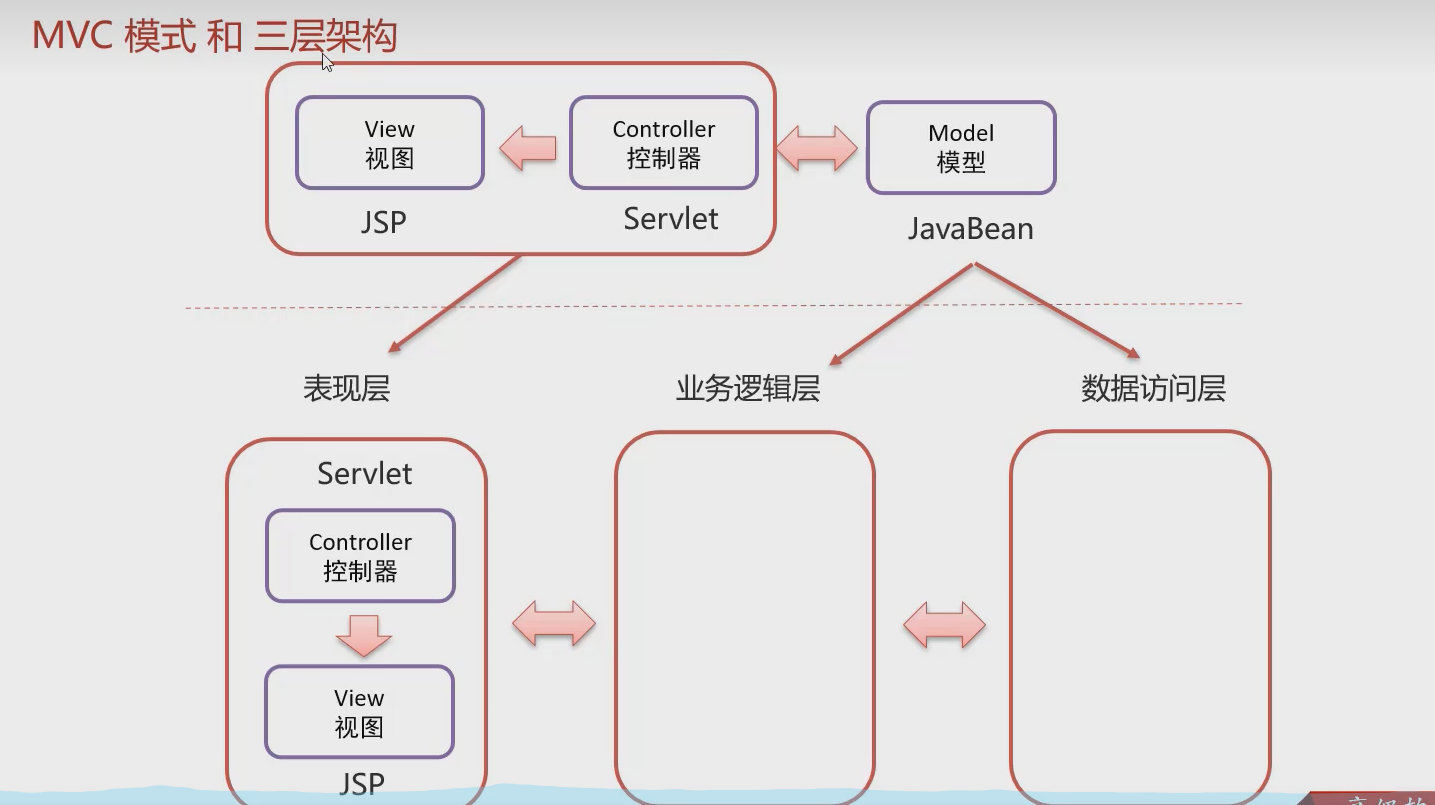 MVC 模式 和 三层架构
View
视图
Controller
控制器
Model
模型
JSP
Servlet
JavaBean
表现层
业务逻辑层
数据访问层
Servlet
Controller
控制器
View
视图
JSP